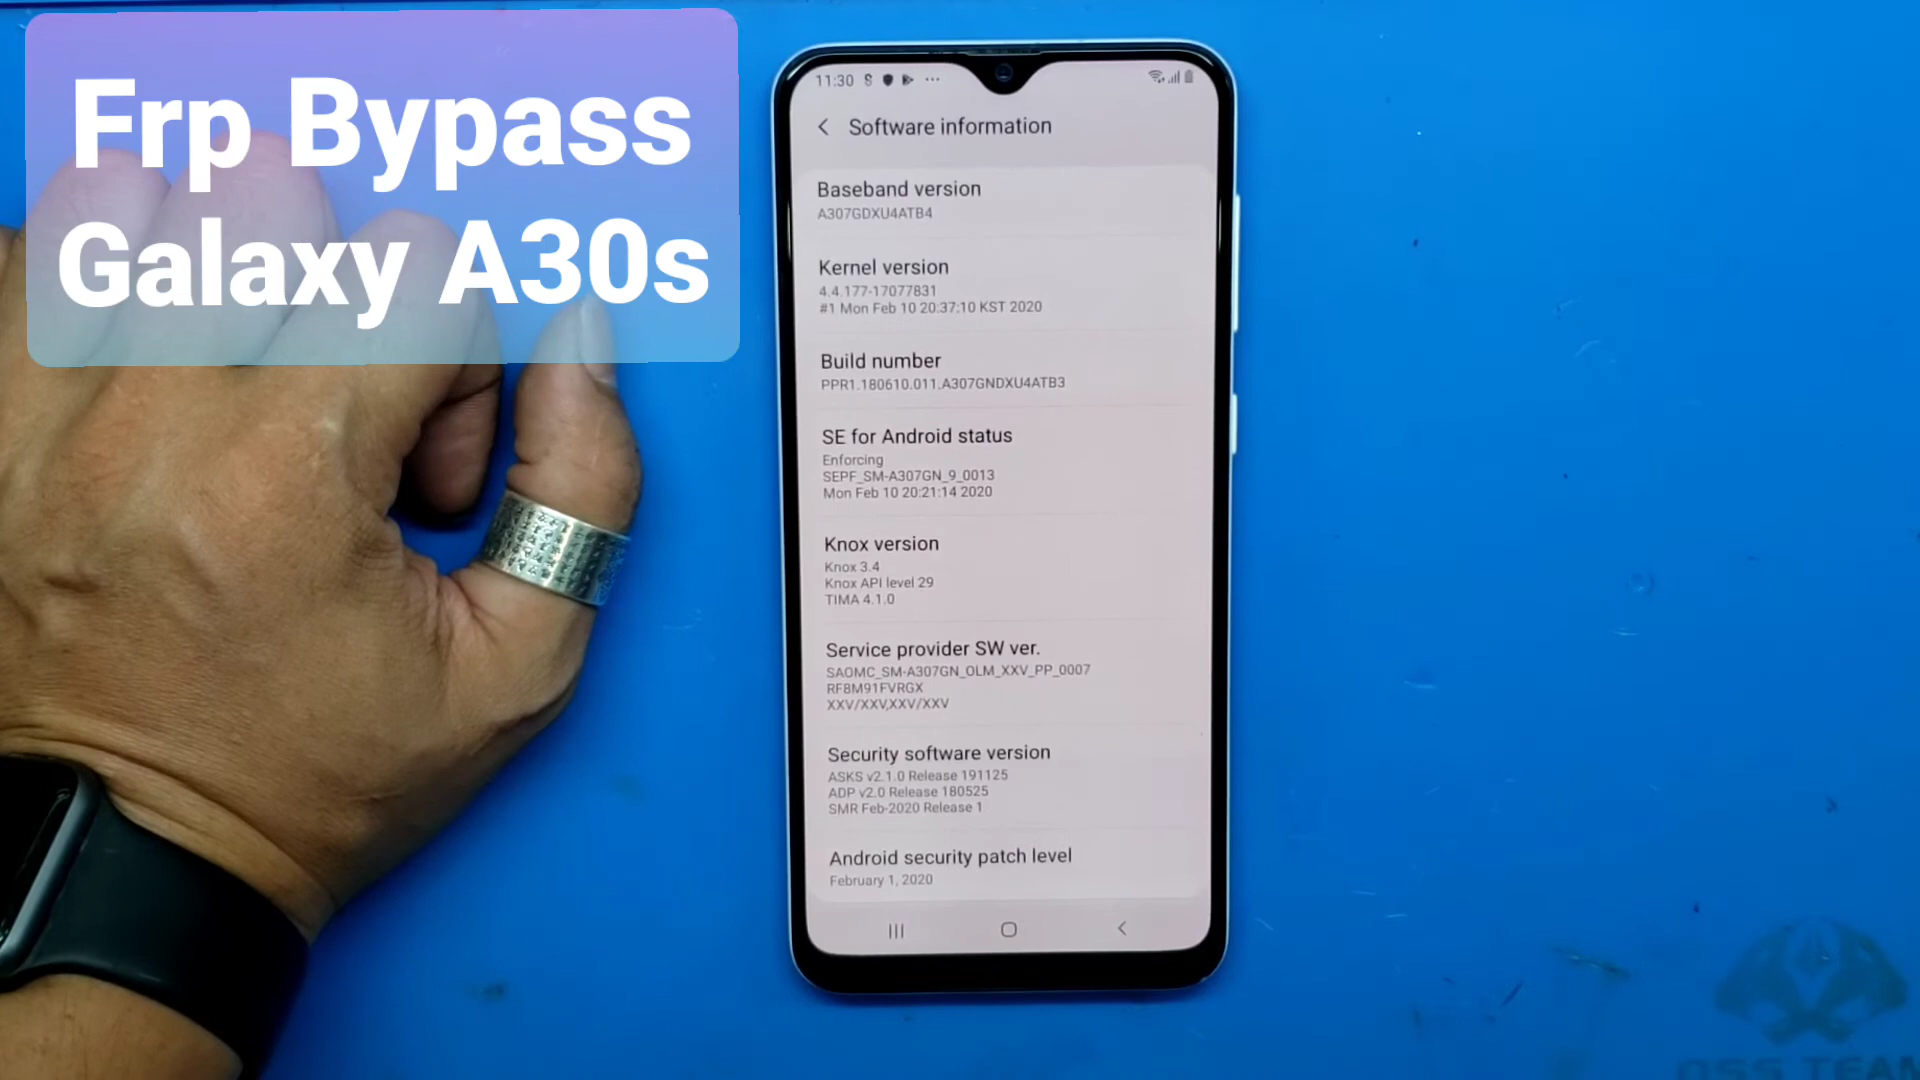 Frp Bypass
Galaxy A30s
11:30
Software information
Baseband version
A307GDXU4ATB4
Kernel version
4.4.177-17077831
#1 Mon Feb 10 20:37:10 KST 2020
Build number
PPR1.180610.011.A307GNDXU4ATB3
SE for Android status
Enforcing
SEPF_SM-A307GN_9_0013
Mon Feb 10 20:21:14 2020
Knox version
Knox 3.4
Knox API level 29
TIMA 4.1.0
Service provider SW ver.
SAOMC_SM-A307GN_OLM_XXV_PP_0007
RF8M91FVRGX
XXV/XXV,XXV/XXV
Security software version
ASKS v2.1.0 Release 191125
ADP v2.0 Release 180525
SMR Feb-2020 Release 1
Android security patch level
February 1, 2020
QSS TEAM